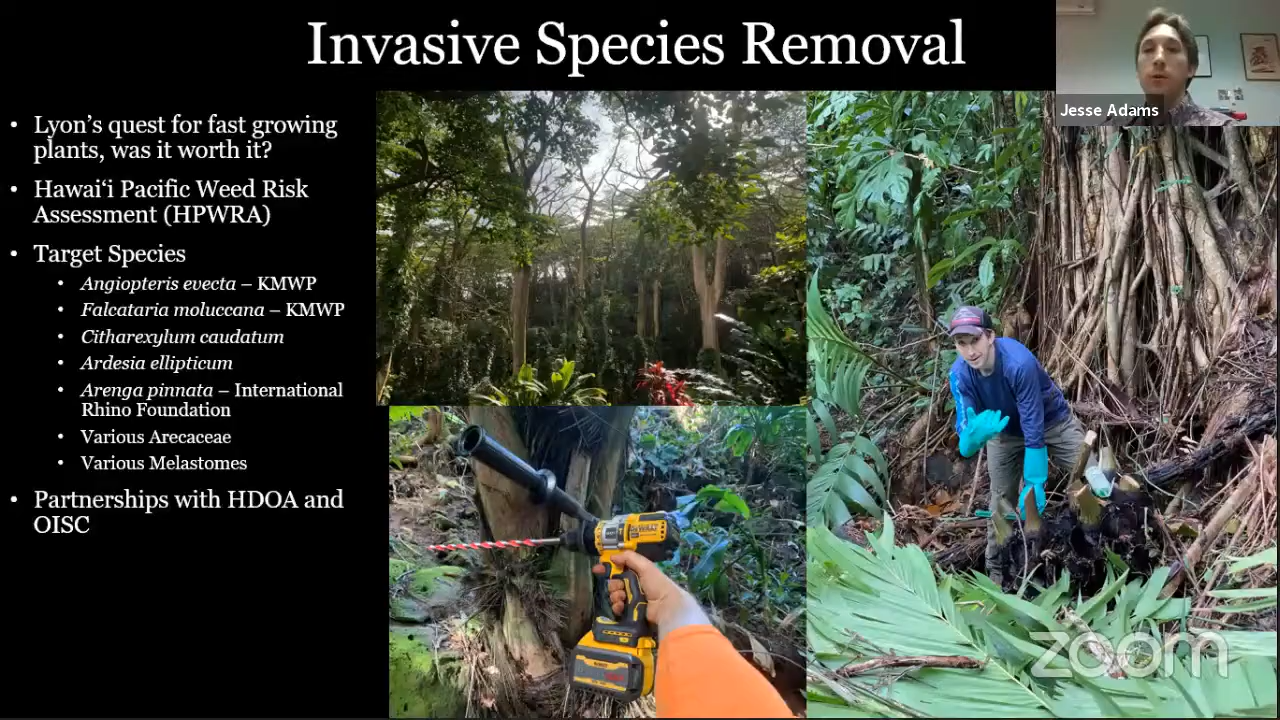 Invasive Species Removal
Jesse Adams
• Lyon's quest for fast growing
plants, was it worth it?
• Hawai‘i Pacific Weed Risk
Assessment (HPWRA)
• Target Species
• Angiopteris evecta – KMWP
• Falcataria moluccana – KMWP
• Citharexylum caudatum
• Ardesia ellipticum
• Arenga pinnata – International
Rhino Foundation
• Various Arecaceae
• Various Melastomes
• Partnerships with HDOA and
OISC
DEWALT
zoom